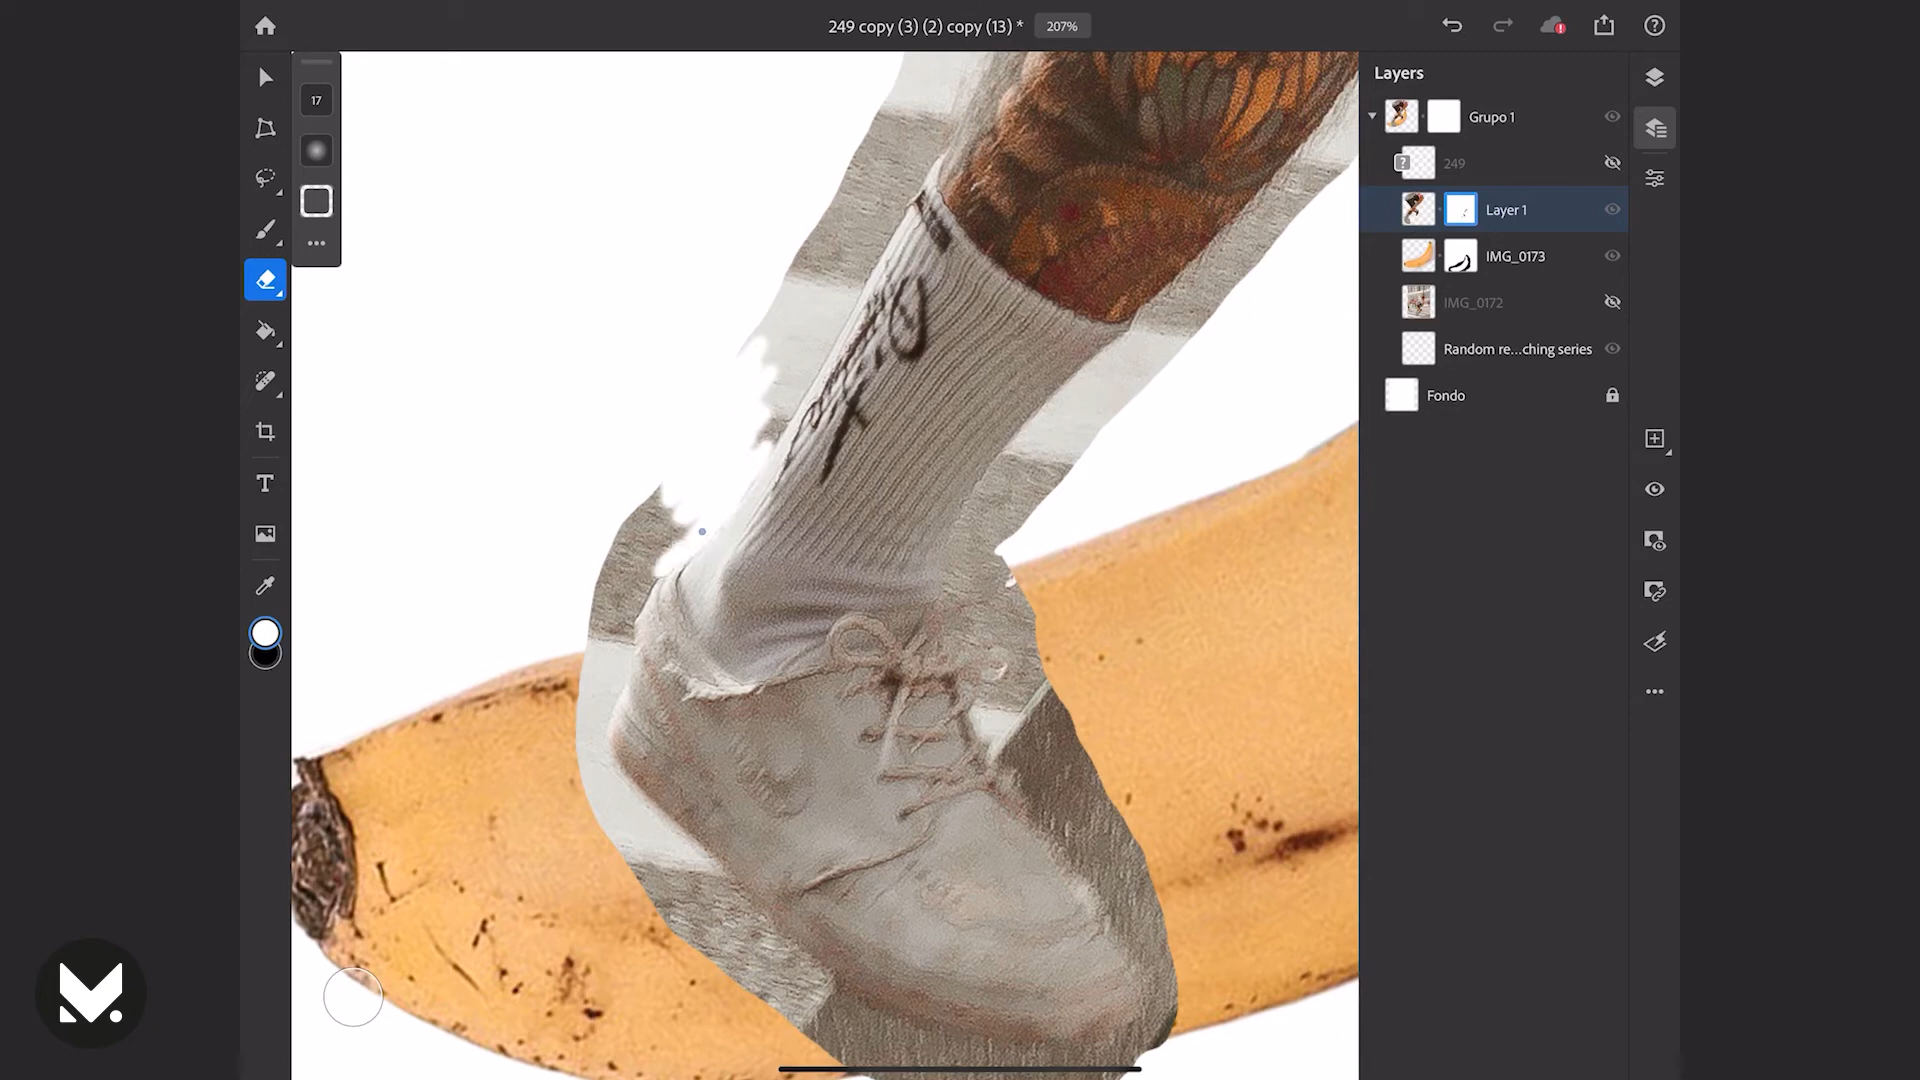 249 copy (3) (2) copy (13) *
207%
17
Layers
Grupo 1
249
Layer 1
IMG_0173
IMG_0172
Random re...ching series
Fondo